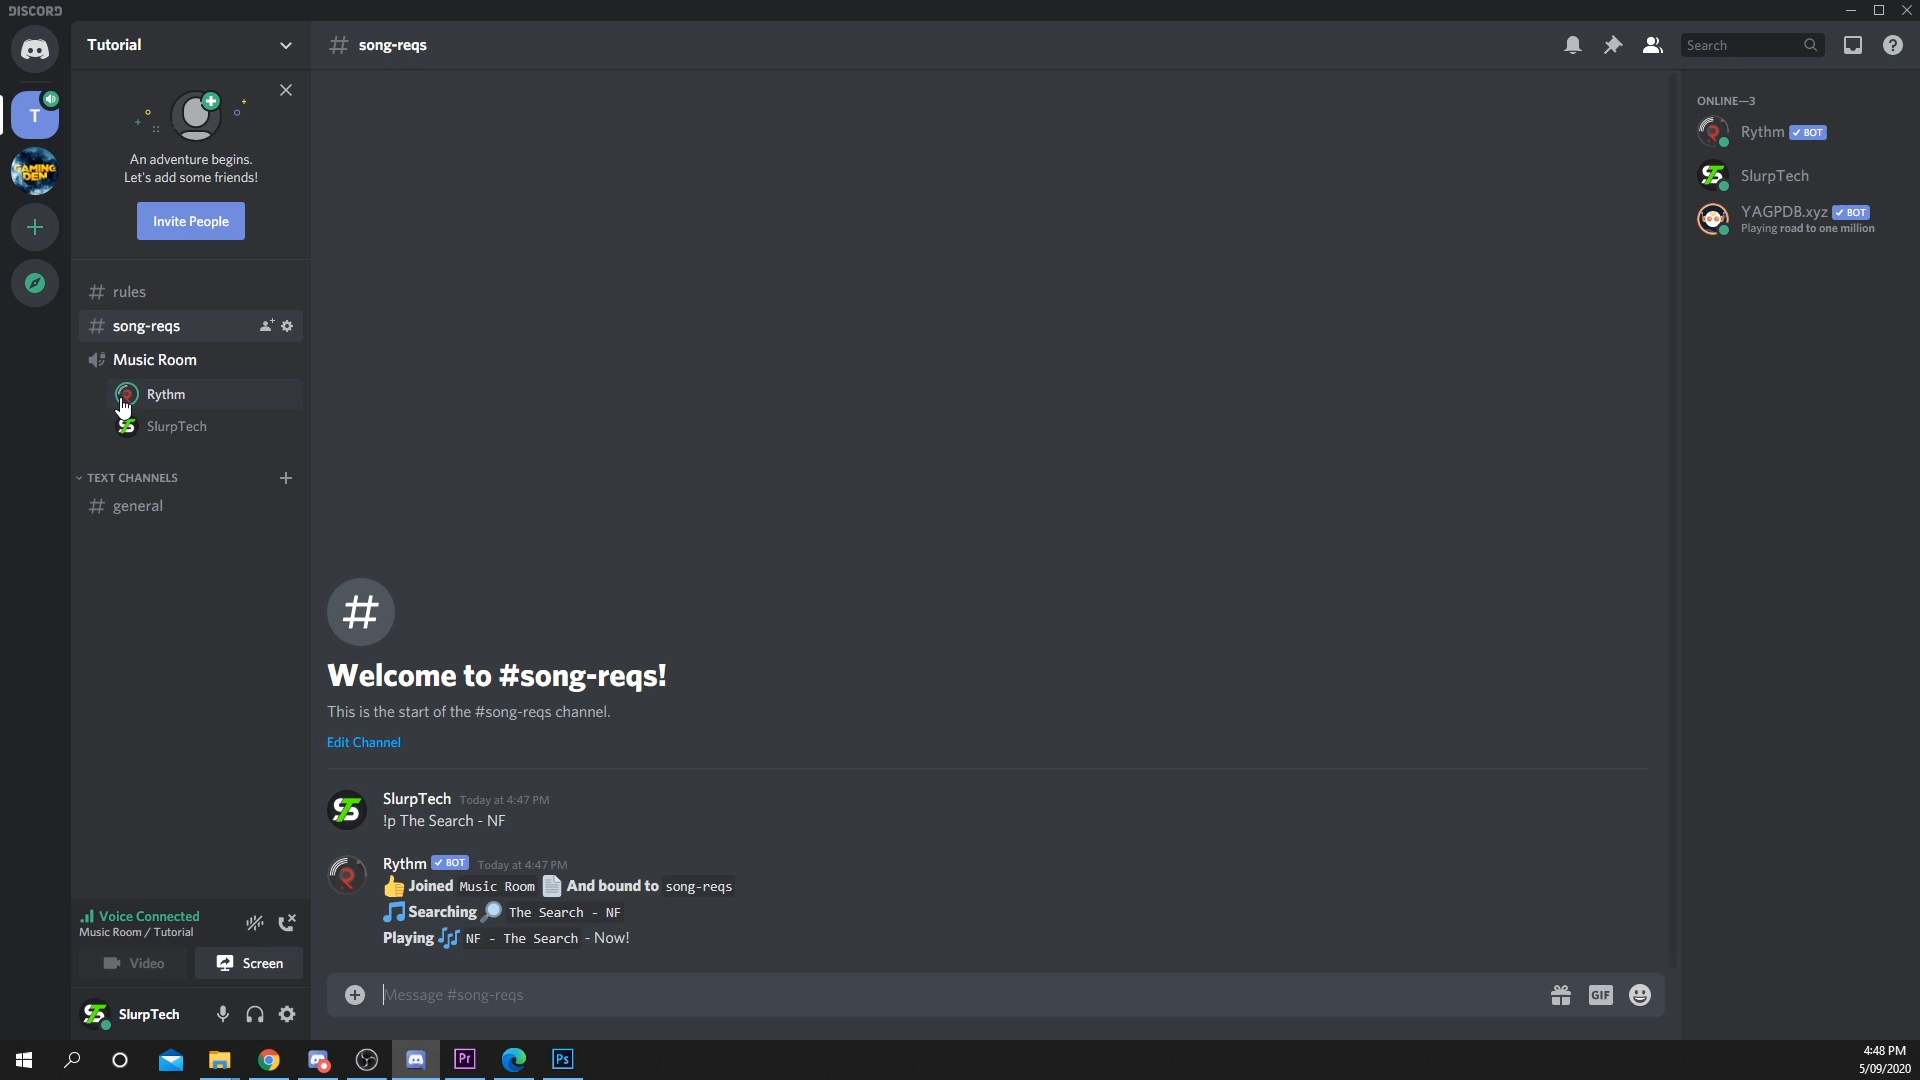 DISCORD
Tutorial
song-reqs
Search
An adventure begins.
Let's add some friends!
Invite People
T
GAMING
DEN
rules
song-reqs
Music Room
Rythm
SlurpTech
TEXT CHANNELS
general
ONLINE—3
Rythm ✓ BOT
SlurpTech
YAGPDB.xyz ✓ BOT
Playing road to one million
#
Welcome to #song-reqs!
This is the start of the #song-reqs channel.
Edit Channel
SlurpTech Today at 4:47 PM
!p The Search - NF
Rythm ✓ BOT Today at 4:47 PM
👍 Joined Music Room 📄 And bound to song-reqs
🎵 Searching 🔎 The Search - NF
Playing 🎶 NF - The Search - Now!
Voice Connected
Music Room / Tutorial
Video
Screen
SlurpTech
Message #song-reqs
GIF
Pr
Ps
4:48 PM
5/09/2020